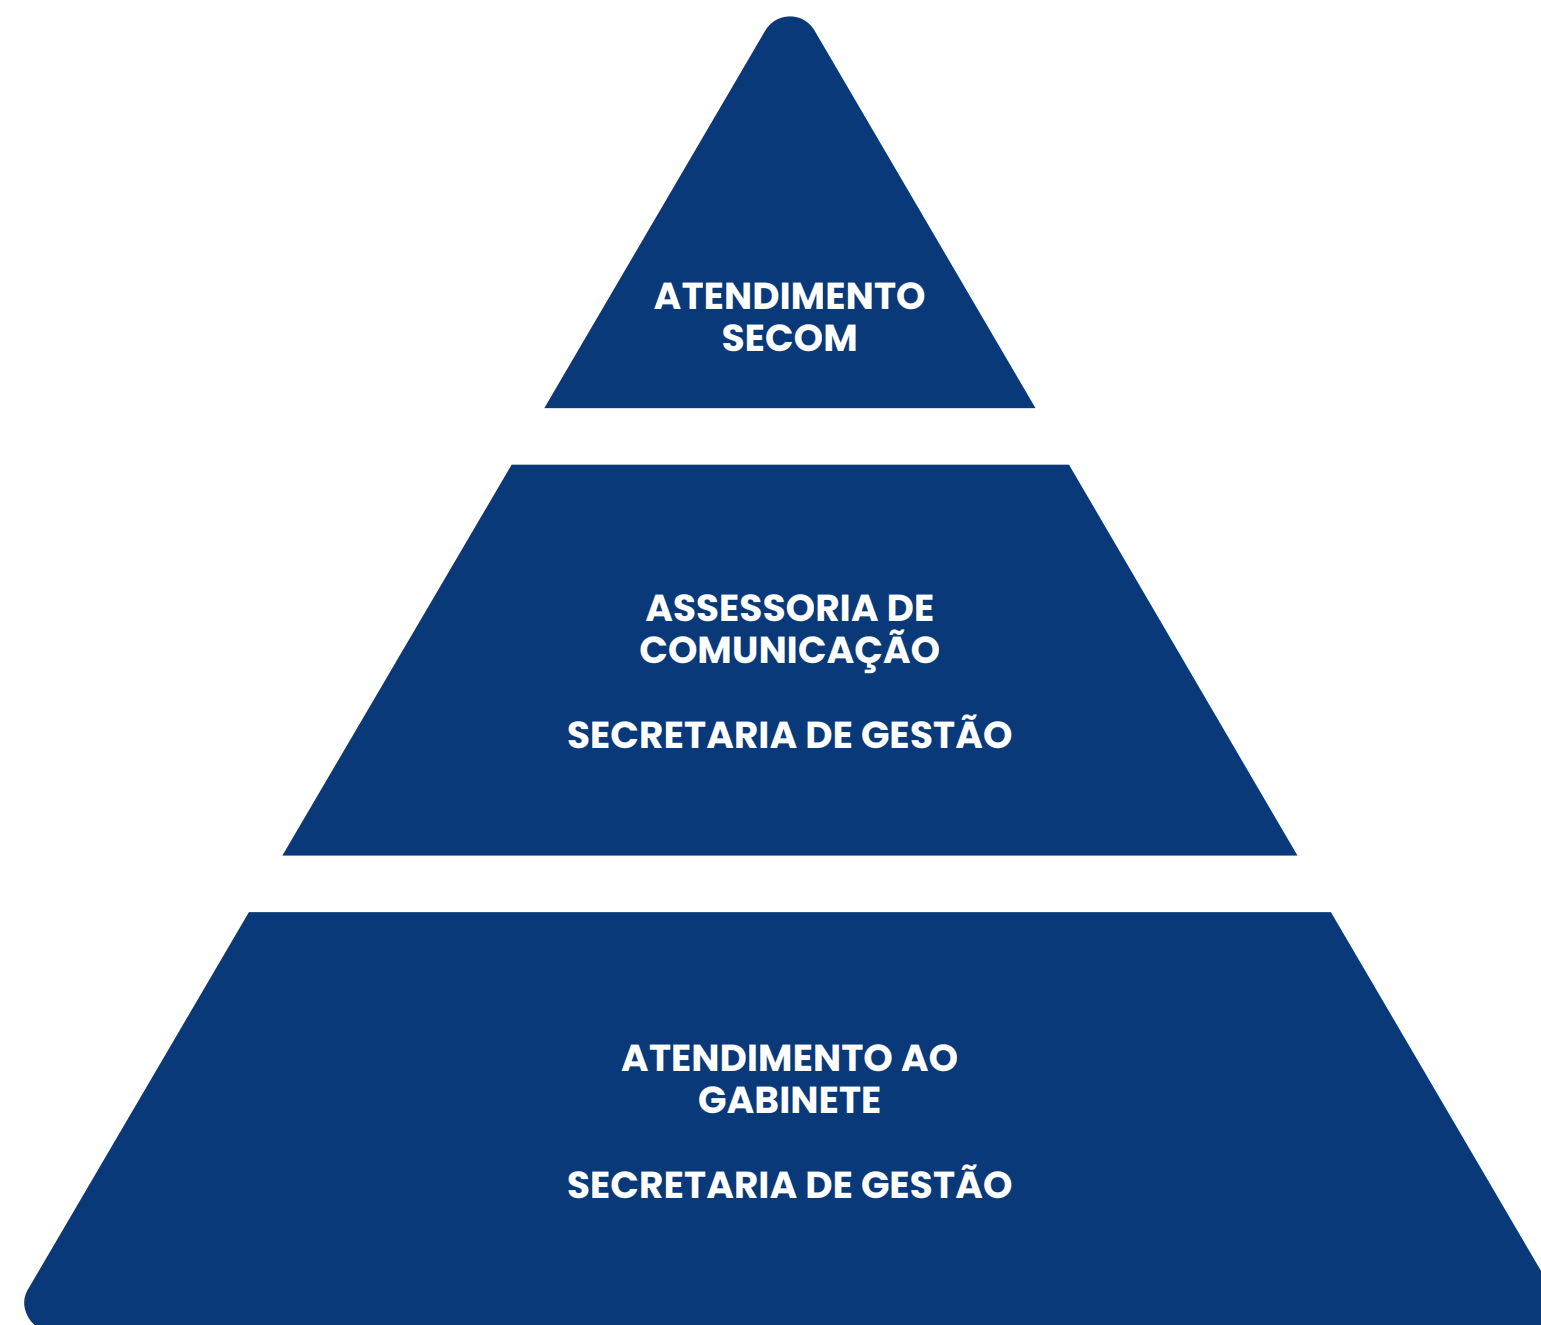 ATENDIMENTO
SECOM
ASSESSORIA DE
COMUNICAÇÃO
SECRETARIA DE GESTÃO
ATENDIMENTO AO
GABINETE
SECRETARIA DE GESTÃO